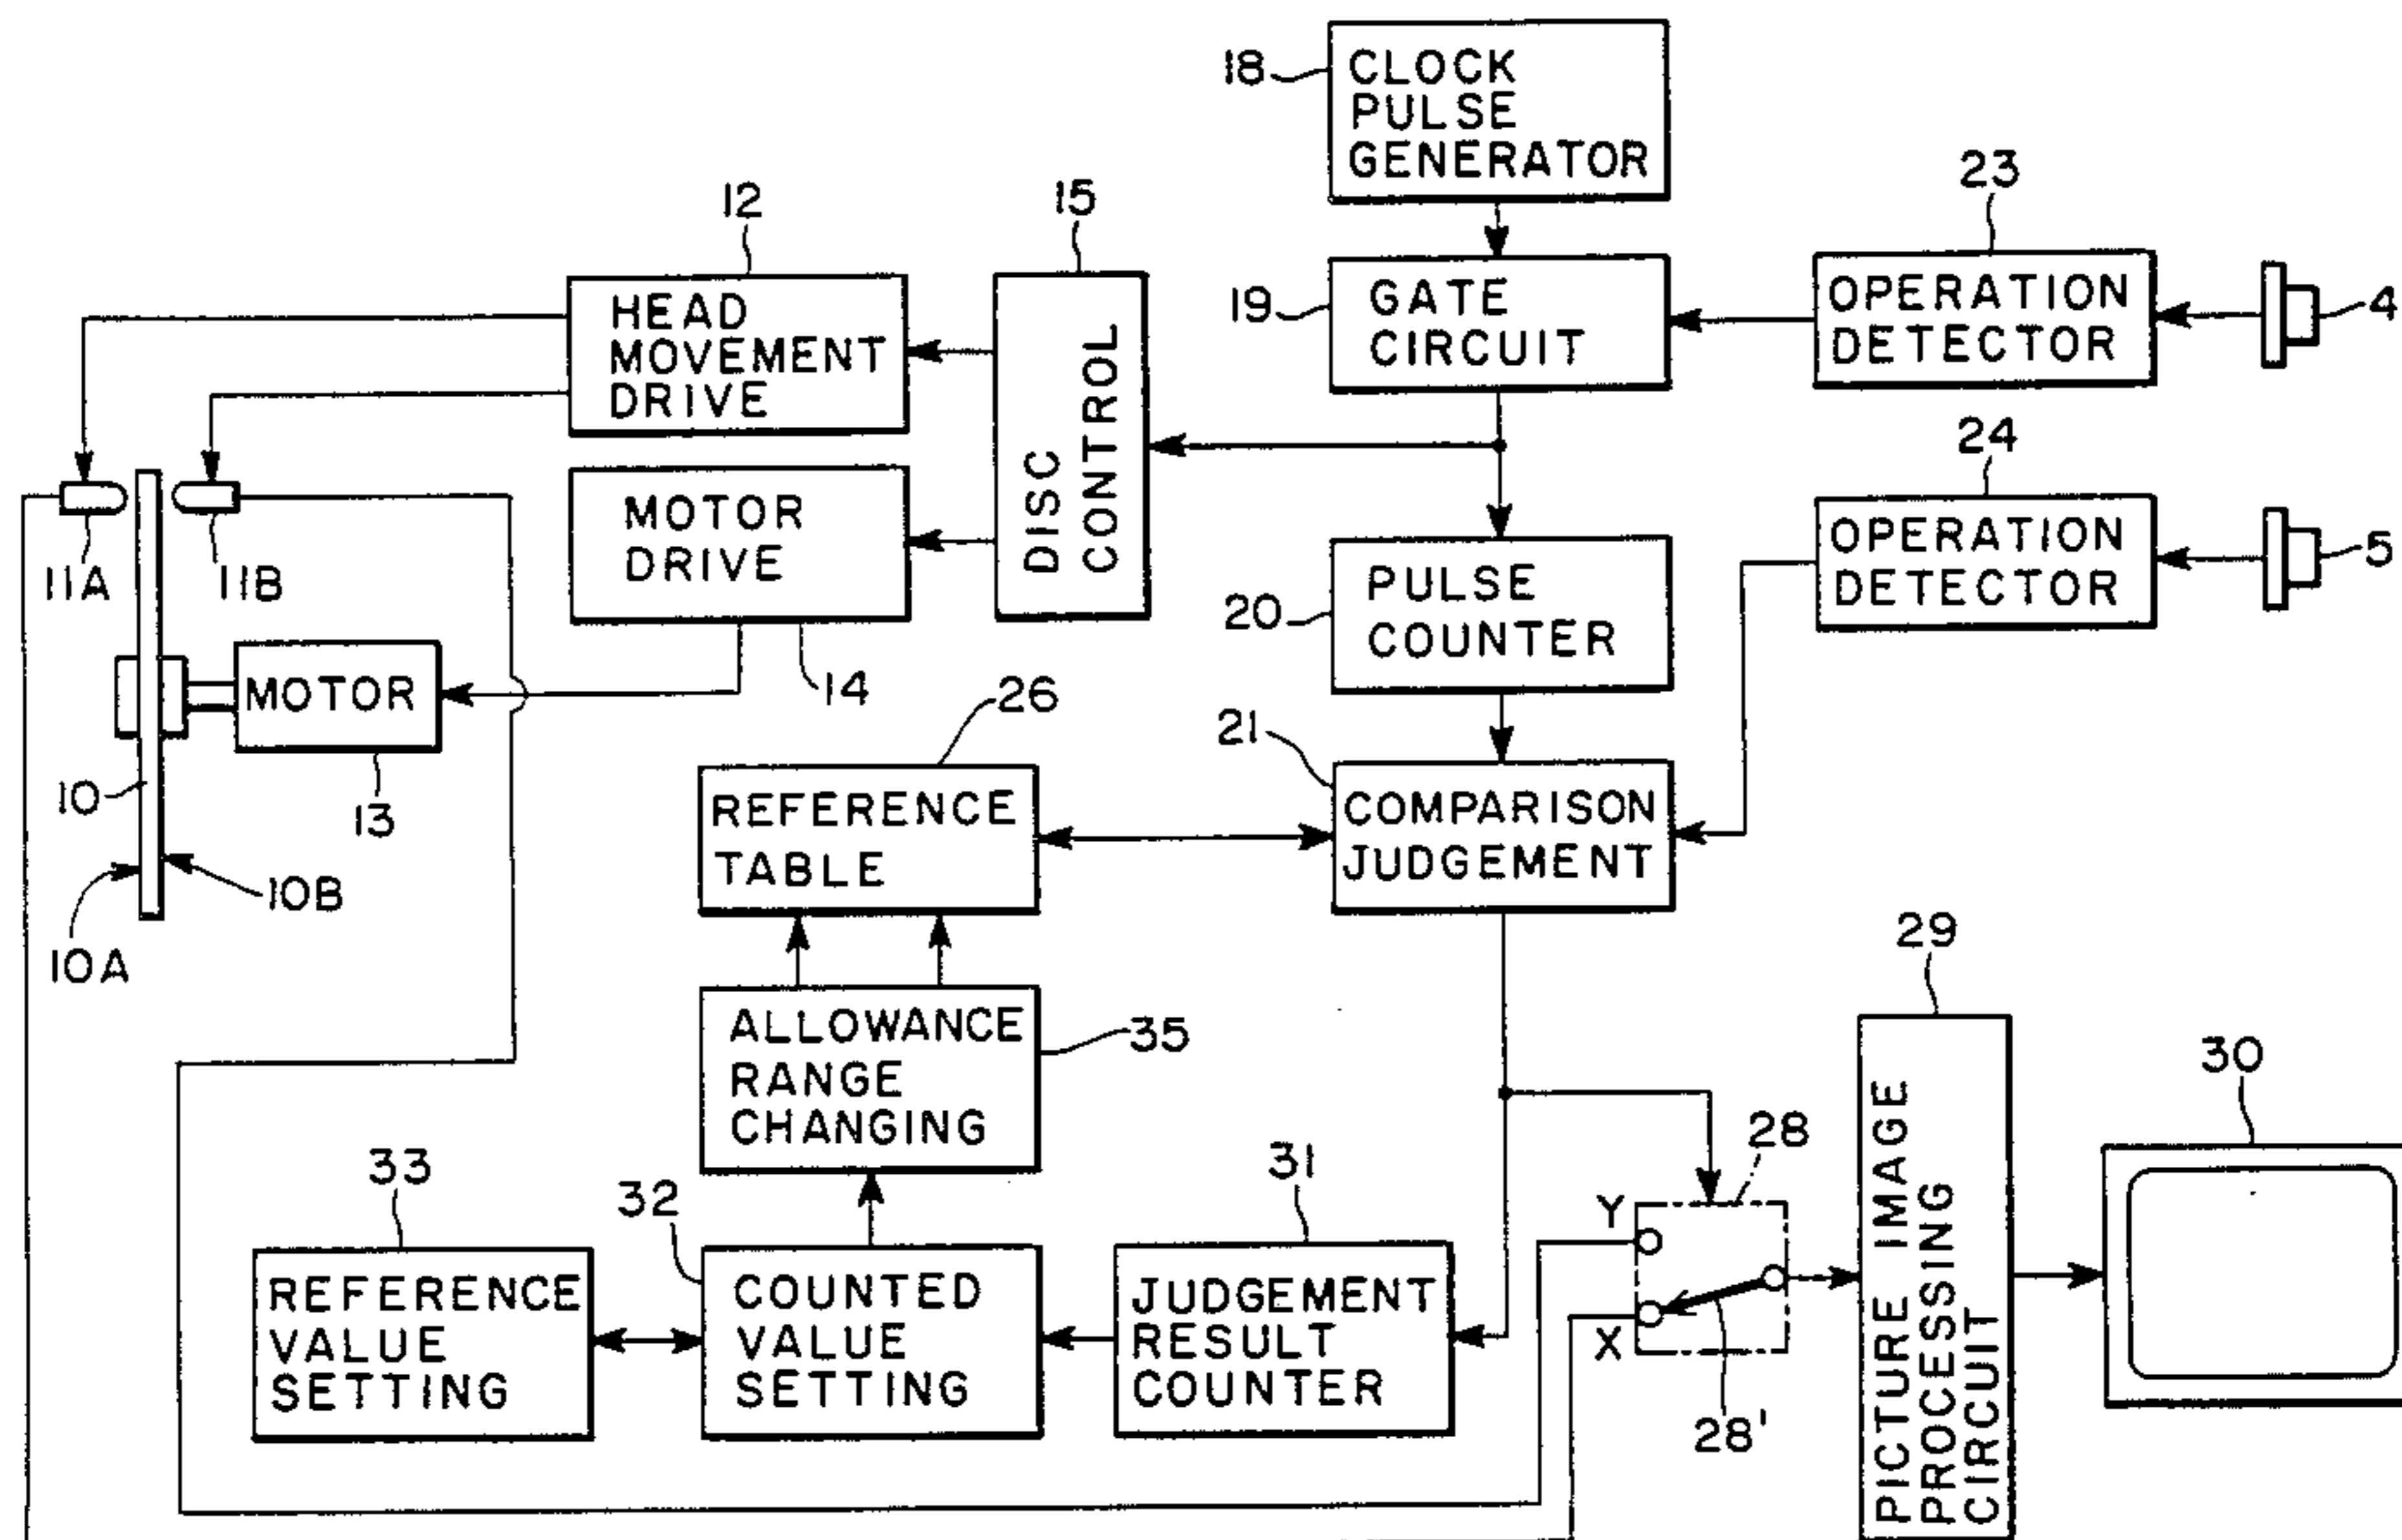 18
CLOCK
PULSE
GENERATOR
12
15
23
HEAD
MOVEMENT
DRIVE
19
GATE
CIRCUIT
OPERATION
DETECTOR
4
DISC
CONTROL
24
11A
11B
MOTOR
DRIVE
14
20
PULSE
COUNTER
OPERATION
DETECTOR
5
MOTOR
13
10
10A
10B
26
REFERENCE
TABLE
21
COMPARISON
JUDGEMENT
29
ALLOWANCE
RANGE
CHANGING
35
30
28
33
32
31
Y
X
28'
REFERENCE
VALUE
SETTING
COUNTED
VALUE
SETTING
JUDGEMENT
RESULT
COUNTER
PICTURE IMAGE
PROCESSING
CIRCUIT